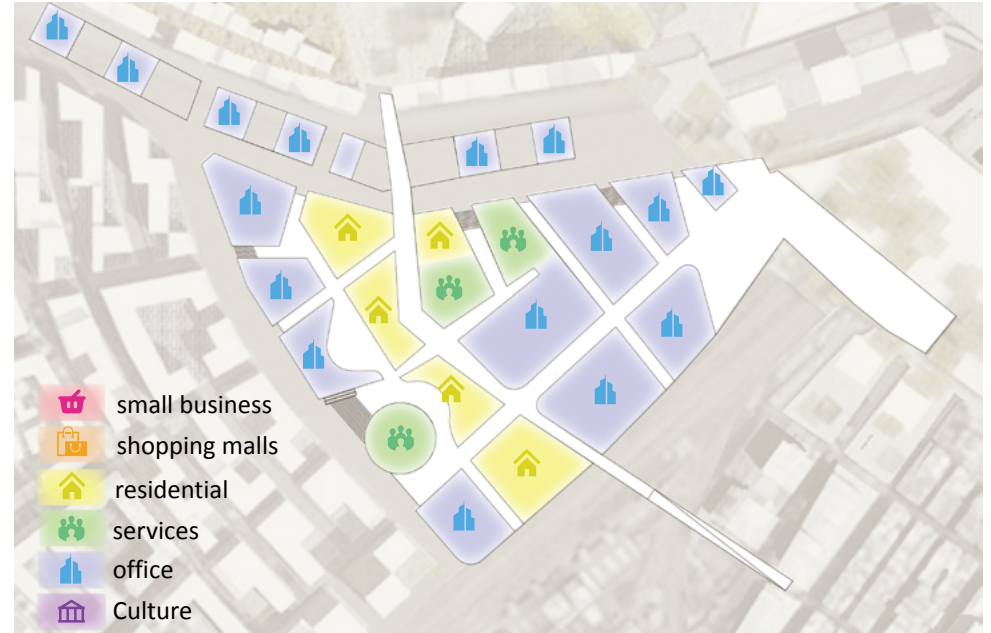 small business
shopping malls
residential
services
office
Culture